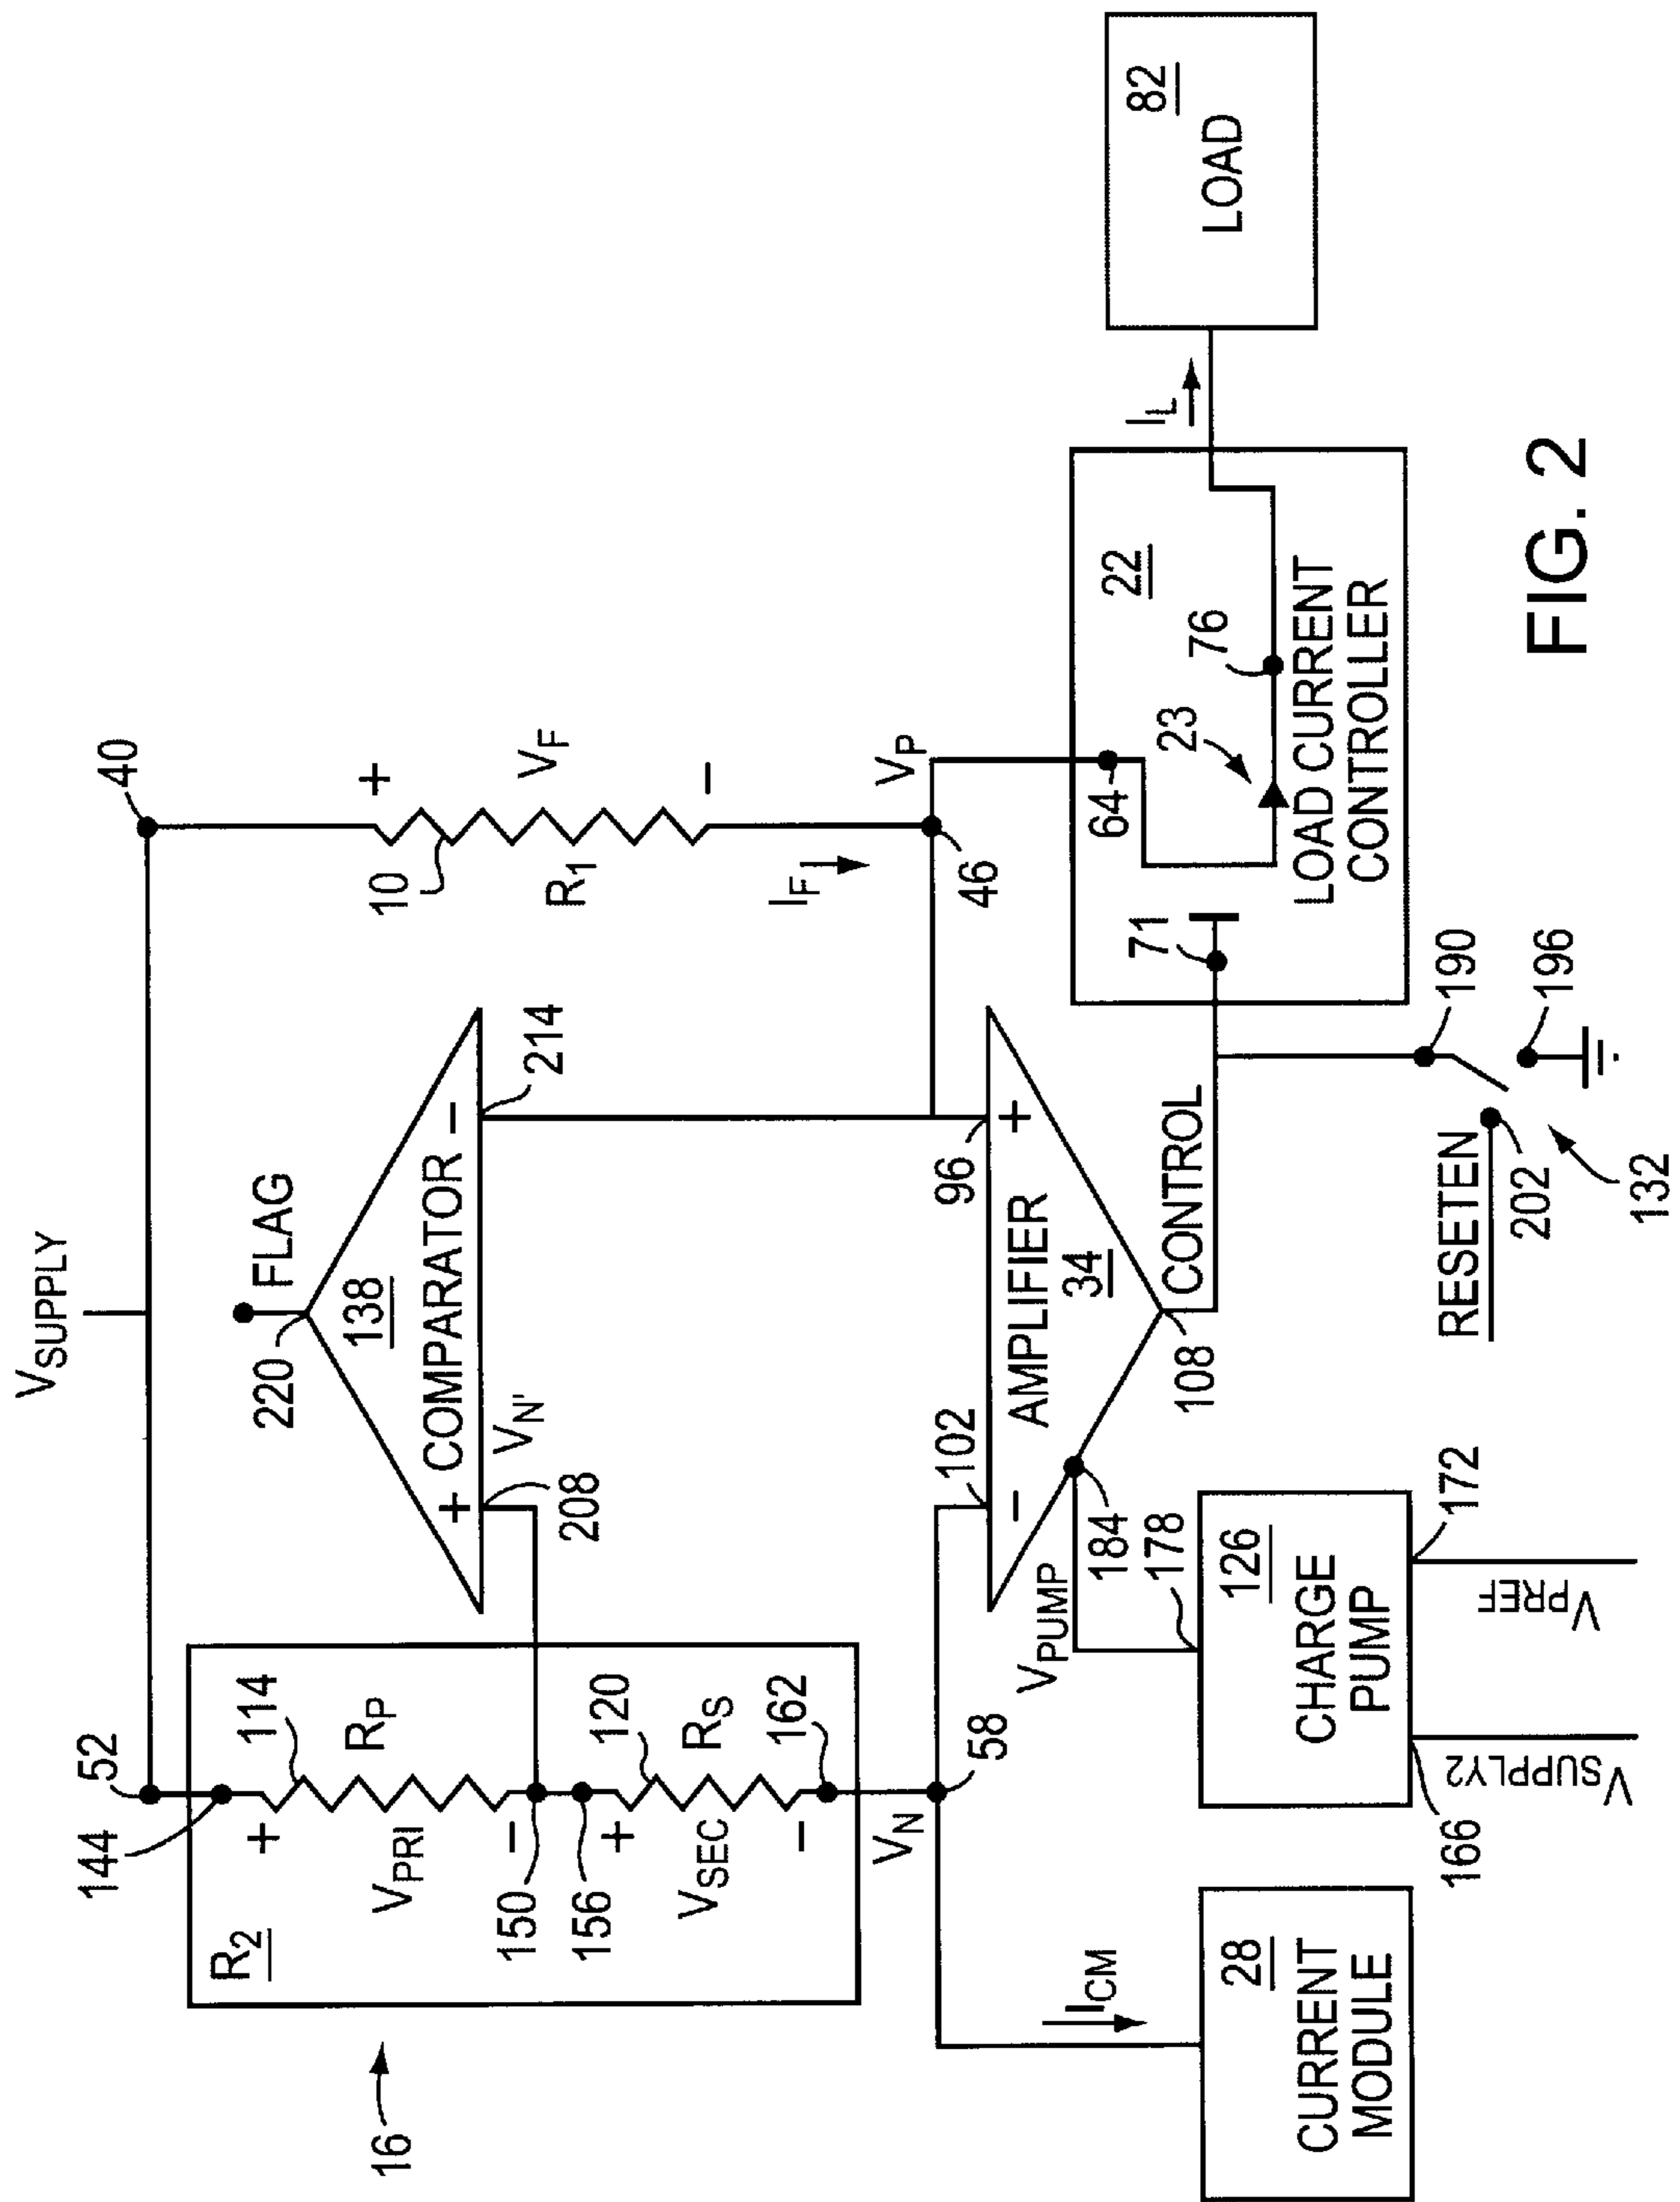 V_SUPPLY
52
40
144
114
+
R_P
V_PRI
−
150
156
R_2
120
+
R_S
V_SEC
−
162
16
V_N
58
FLAG
220
138
COMPARATOR
+
−
V_N'
208
214
+
10
V_F
R_1
−
I_F
V_P
46
102
96
−
+
AMPLIFIER
34
V_PUMP
184
178
108
CONTROL
I_CM
28
CURRENT
MODULE
126
CHARGE
PUMP
166
172
V_SUPPLY2
V_PREF
71
64
22
23
76
LOAD CURRENT
CONTROLLER
I_L
82
LOAD
190
196
RESETEN
202
132
FIG. 2